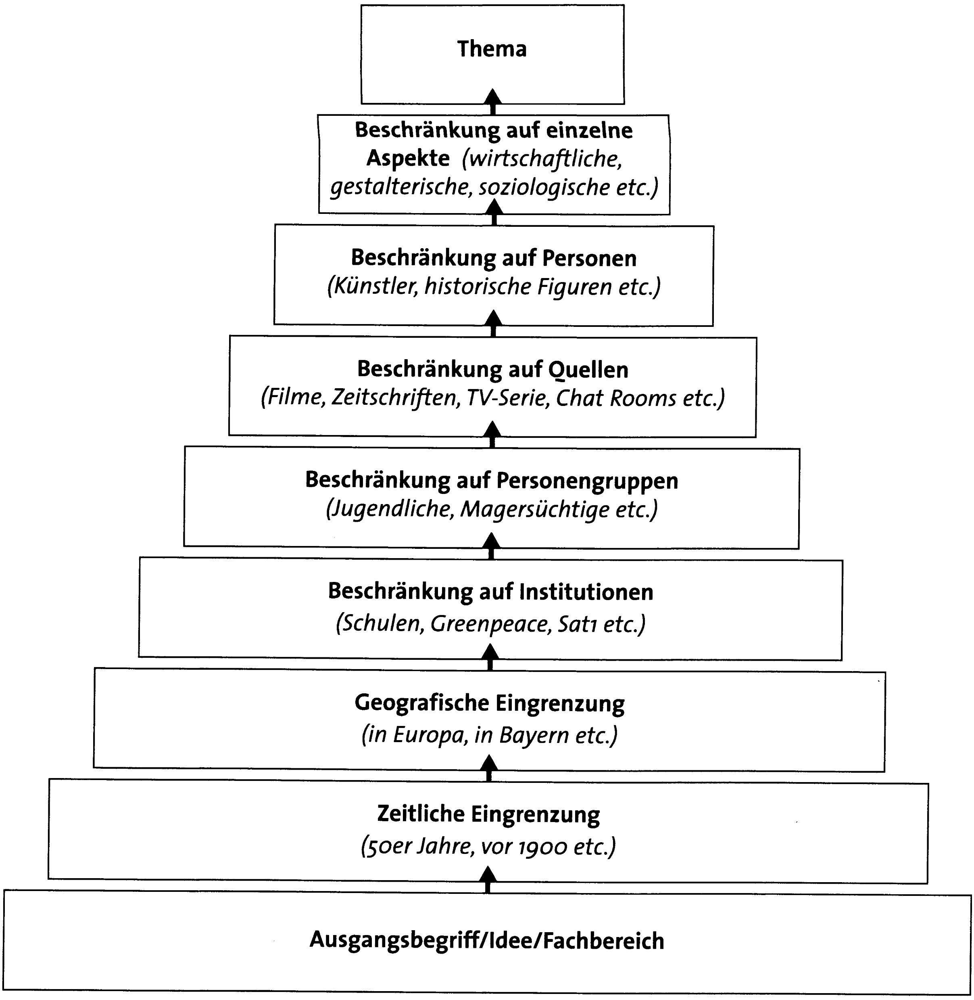 Thema
Beschränkung auf einzelne
Aspekte (wirtschaftliche,
gestalterische, soziologische etc.)
Beschränkung auf Personen
(Künstler, historische Figuren etc.)
Beschränkung auf Quellen
(Filme, Zeitschriften, TV-Serie, Chat Rooms etc.)
Beschränkung auf Personengruppen
(Jugendliche, Magersüchtige etc.)
Beschränkung auf Institutionen
(Schulen, Greenpeace, Sat1 etc.)
Geografische Eingrenzung
(in Europa, in Bayern etc.)
Zeitliche Eingrenzung
(50er Jahre, vor 1900 etc.)
Ausgangsbegriff/Idee/Fachbereich